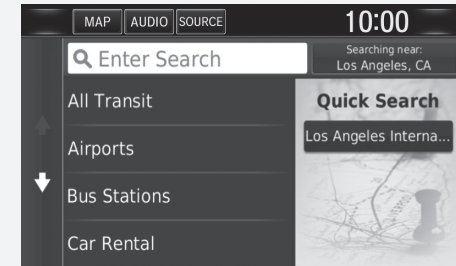 MAP AUDIO SOURCE 10:00
Enter Search
Searching near:
Los Angeles, CA
All Transit
Quick Search
Los Angeles Interna...
Airports
Bus Stations
Car Rental